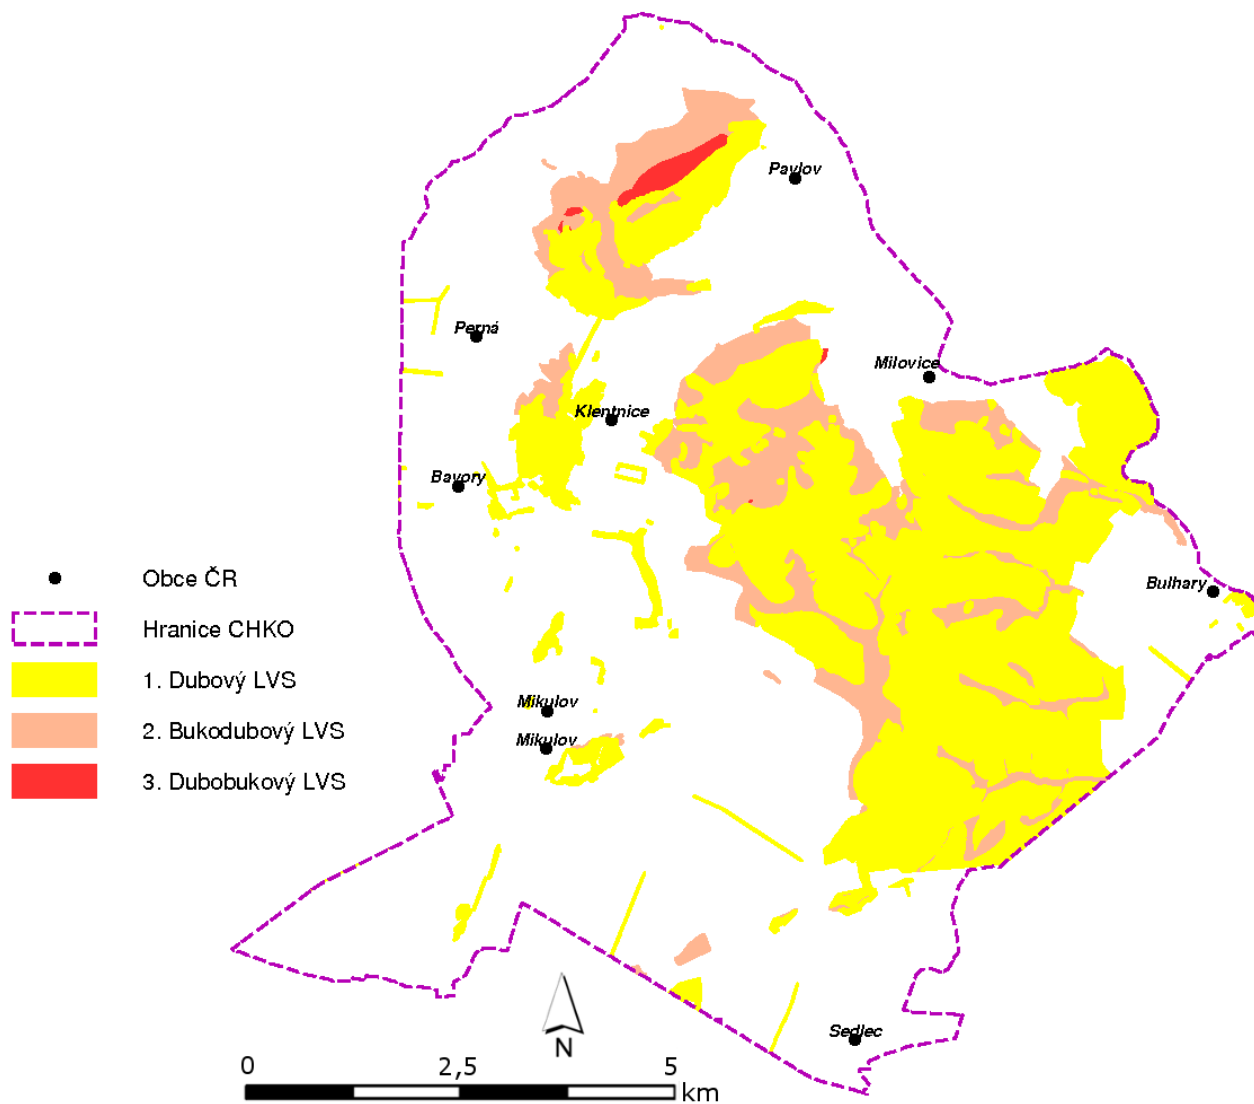 Pavlov
Perná
Milovice
Klentnice
Bavory
Obce ČR
Bulhary
Hranice CHKO
1. Dubový LVS
Mikulov
2. Bukodubový LVS
Mikulov
3. Dubobukový LVS
Sedlec
N
0 2,5 5
km